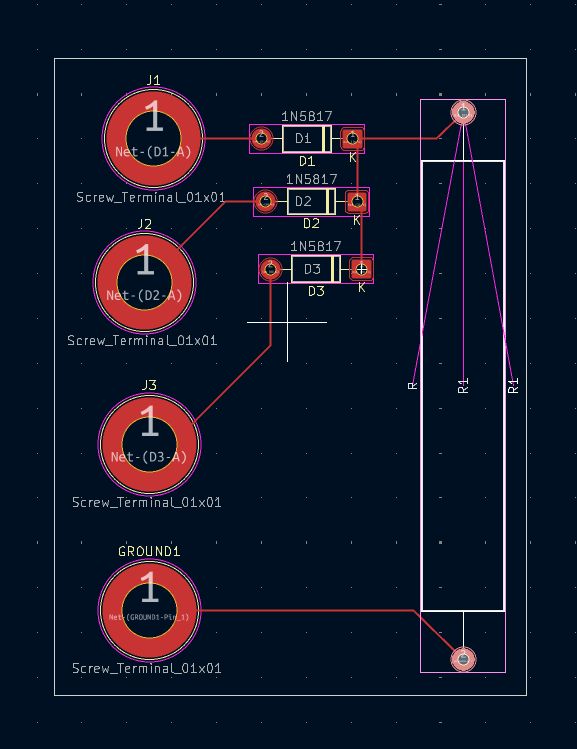 J1
1
Net-(D1-A)
Screw_Terminal_01x01
1N5817
D1
D1
K
J2
1
Net-(D2-A)
Screw_Terminal_01x01
1N5817
D2
D2
K
1N5817
D3
D3
K
2
J3
1
Net-(D3-A)
Screw_Terminal_01x01
R
R1
R1
GROUND1
1
Net-(GROUND1-Pin_1)
Screw_Terminal_01x01